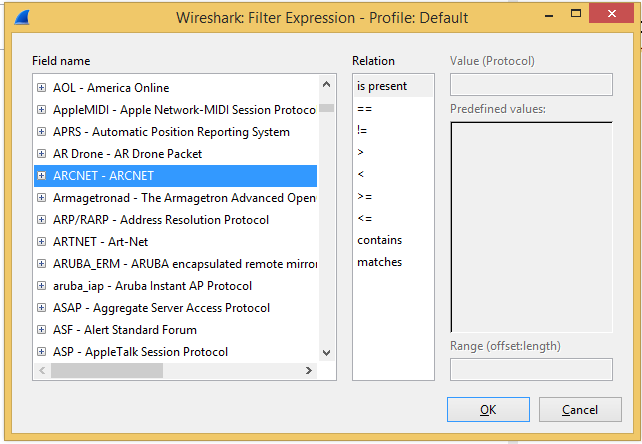 Wireshark: Filter Expression - Profile: Default
Field name
AOL - America Online
AppleMIDI - Apple Network-MIDI Session Protoco
APRS - Automatic Position Reporting System
AR Drone - AR Drone Packet
ARCNET - ARCNET
Armagetronad - The Armagetron Advanced Open
ARP/RARP - Address Resolution Protocol
ARTNET - Art-Net
ARUBA_ERM - ARUBA encapsulated remote mirror
aruba_iap - Aruba Instant AP Protocol
ASAP - Aggregate Server Access Protocol
ASF - Alert Standard Forum
ASP - AppleTalk Session Protocol
Relation
is present
==
!=
>
<
>=
<=
contains
matches
Value (Protocol)
Predefined values:
Range (offset:length)
OK
Cancel